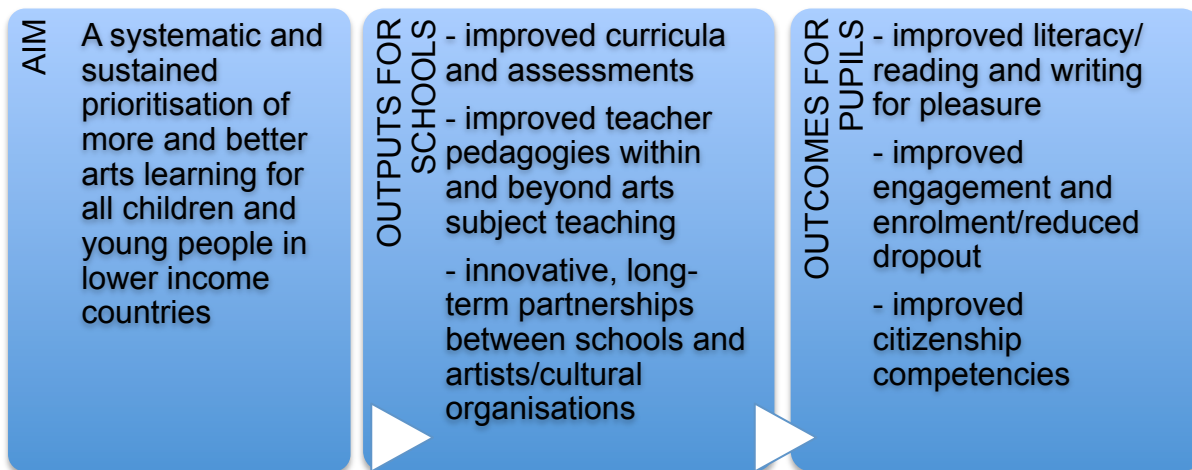 AIM
A systematic and
sustained
prioritisation of
more and better
arts learning for
all children and
young people in
lower income
countries
OUTPUTS FOR
SCHOOLS
- improved curricula
and assessments
- improved teacher
pedagogies within
and beyond arts
subject teaching
- innovative, long-
term partnerships
between schools and
artists/cultural
organisations
OUTCOMES FOR
PUPILS
- improved literacy/
reading and writing
for pleasure
- improved
engagement and
enrolment/reduced
dropout
- improved
citizenship
competencies